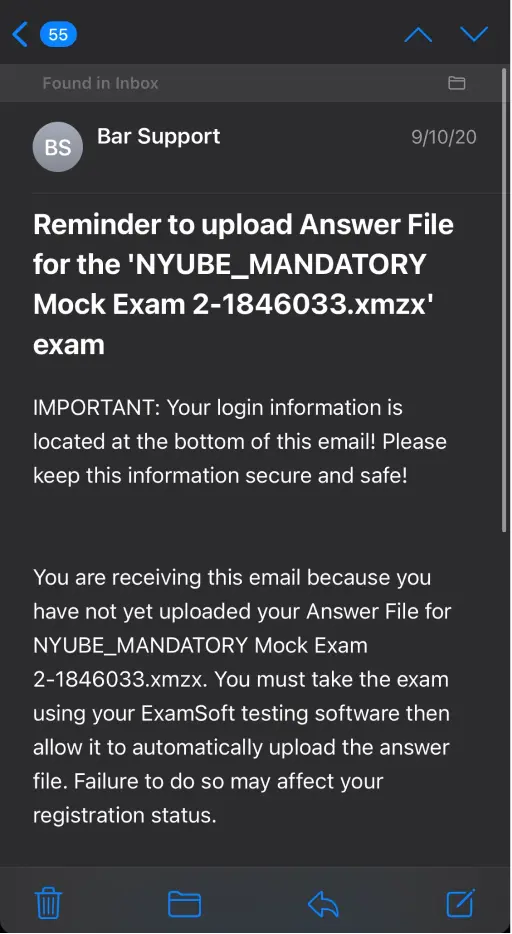 55
Found in Inbox
BS
Bar Support
9/10/20
Reminder to upload Answer File
for the 'NYUBE_MANDATORY
Mock Exam 2-1846033.xmzx'
exam
IMPORTANT: Your login information is
located at the bottom of this email! Please
keep this information secure and safe!
You are receiving this email because you
have not yet uploaded your Answer File for
NYUBE_MANDATORY Mock Exam
2-1846033.xmzx. You must take the exam
using your ExamSoft testing software then
allow it to automatically upload the answer
file. Failure to do so may affect your
registration status.